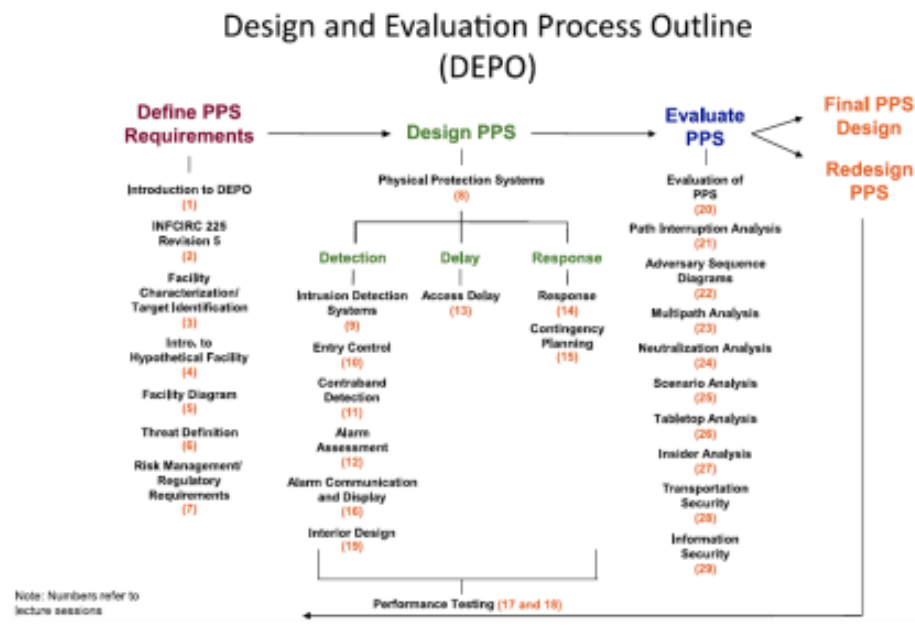 Design and Evaluation Process Outline
(DEPO)
Define PPS
Requirements
Introduction to DEPO
(1)
INFCIRC 225
Revision 5
(2)
Facility
Characterization/
Target Identification
(3)
Intro. to
Hypothetical Facility
(4)
Facility Diagram
(5)
Threat Definition
(6)
Risk Management/
Regulatory
Requirements
(7)
Design PPS
Physical Protection Systems
(8)
Detection
Intrusion Detection
Systems
(9)
Entry Control
(10)
Contraband
Detection
(11)
Alarm
Assessment
(12)
Alarm Communication
and Display
(16)
Interior Design
(19)
Delay
Access Delay
(13)
Response
Response
(14)
Contingency
Planning
(15)
Performance Testing (17 and 18)
Evaluate
PPS
Evaluation of
PPS
(20)
Path Interruption Analysis
(21)
Adversary Sequence
Diagrams
(22)
Multipath Analysis
(23)
Neutralization Analysis
(24)
Scenario Analysis
(25)
Tabletop Analysis
(26)
Insider Analysis
(27)
Transportation
Security
(28)
Information
Security
(29)
Final PPS
Design
Redesign
PPS
Note: Numbers refer to
lecture sessions